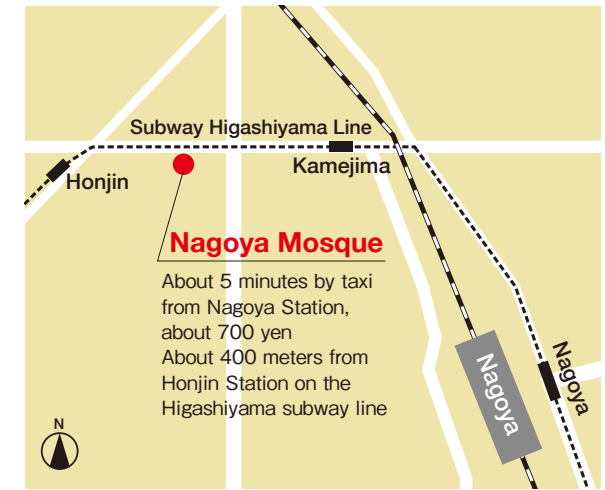 Subway Higashiyama Line
Kamejima
Honjin
Nagoya Mosque
About 5 minutes by taxi
from Nagoya Station,
about 700 yen
About 400 meters from
Honjin Station on the
Higashiyama subway line
Nagoya
Nagoya
N